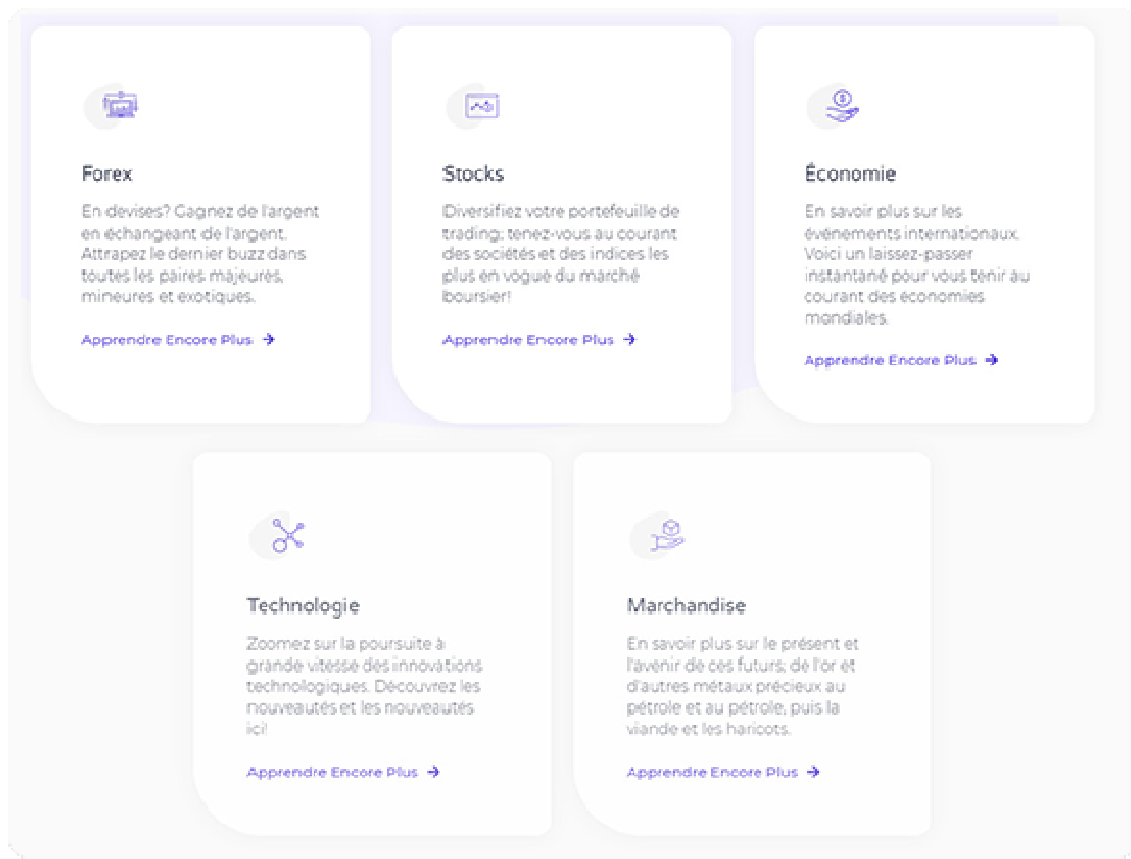 Forex
En devises? Gagnez de l'argent
en échangeant de l'argent.
Attrapez le dernier buzz dans
toutes les paires majeures,
mineures et exotiques.
Apprendre Encore Plus →
Stocks
Diversifiez votre portefeuille de
trading; tenez-vous au courant
des sociétés et des indices les
plus en vogue du marché
boursier!
Apprendre Encore Plus →
Économie
En savoir plus sur les
événements internationaux.
Voici un laissez-passer
instantané pour vous tenir au
courant des économies
mondiales.
Apprendre Encore Plus →
Technologie
Zoomez sur la poursuite à
grande vitesse des innovations
technologiques. Découvrez les
nouveautés et les nouveautés
ici!
Apprendre Encore Plus →
Marchandise
En savoir plus sur le présent et
l'avenir de ces futurs; de l'or et
d'autres métaux précieux au
pétrole et au pétrole, puis la
viande et les haricots.
Apprendre Encore Plus →